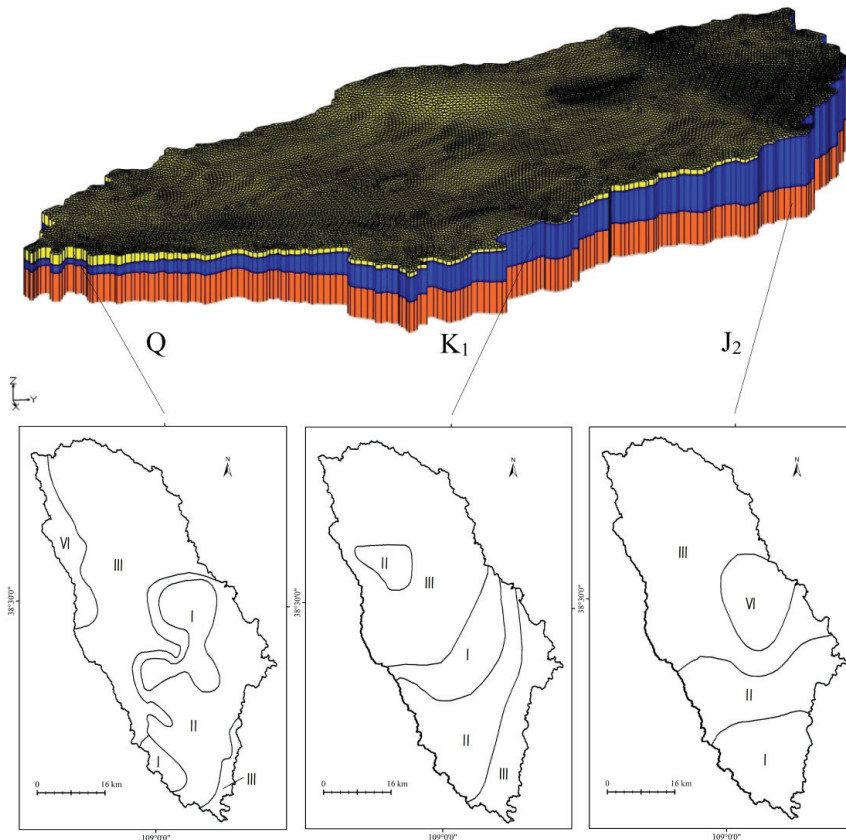 Q
K₁
J₂
Z
X
Y
N
VI
III
I
II
I
III
38°30'0"
0
16 km
109°0'0"
N
II
III
I
II
III
38°30'0"
0
16 km
109°0'0"
N
III
VI
II
I
38°30'0"
0
16 km
109°0'0"